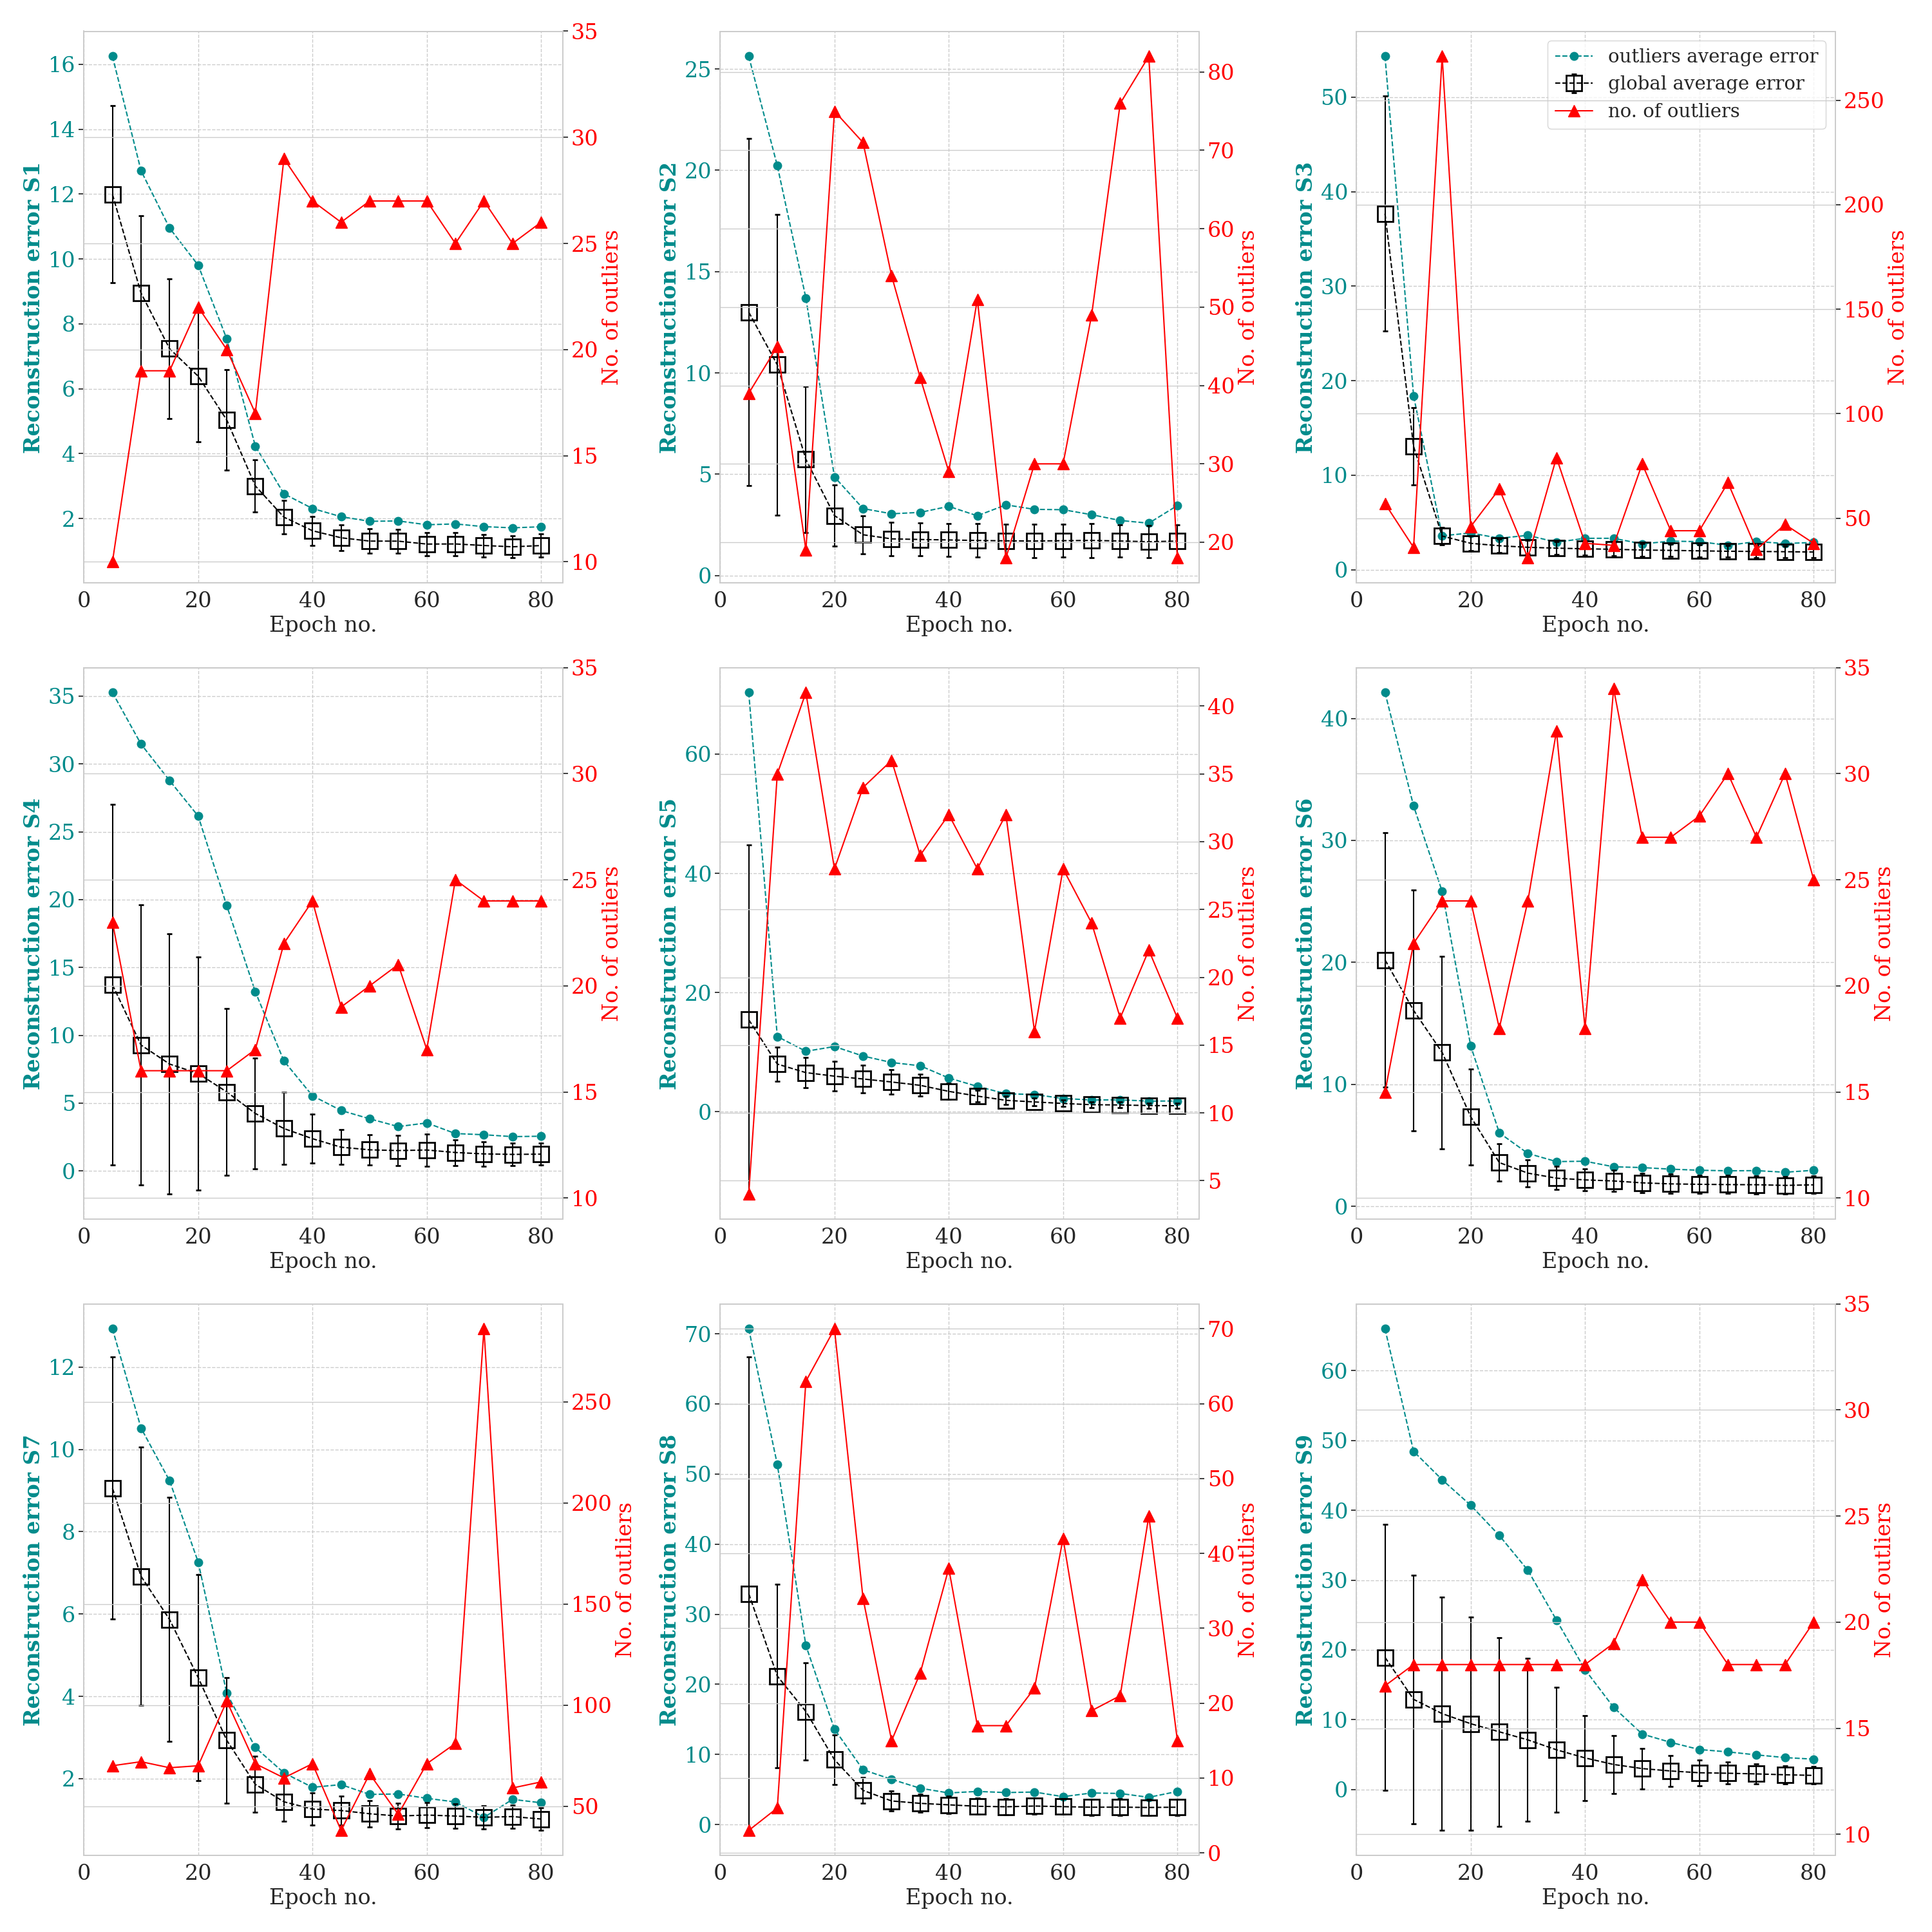 Reconstruction error S1
16
14
12
10
8
6
4
2
0 20 40 60 80
Epoch no.
35
30
25
20
15
10
No. of outliers
Reconstruction error S2
25
20
15
10
5
0
0 20 40 60 80
Epoch no.
80
70
60
50
40
30
20
No. of outliers
Reconstruction error S3
50
40
30
20
10
0
outliers average error
global average error
no. of outliers
0 20 40 60 80
Epoch no.
250
200
150
100
50
No. of outliers
Reconstruction error S4
35
30
25
20
15
10
5
0
0 20 40 60 80
Epoch no.
35
30
25
20
15
10
No. of outliers
Reconstruction error S5
60
40
20
0
0 20 40 60 80
Epoch no.
40
35
30
25
20
15
10
5
No. of outliers
Reconstruction error S6
40
30
20
10
0
0 20 40 60 80
Epoch no.
35
30
25
20
15
10
No. of outliers
Reconstruction error S7
12
10
8
6
4
2
0 20 40 60 80
Epoch no.
250
200
150
100
50
No. of outliers
Reconstruction error S8
70
60
50
40
30
20
10
0
0 20 40 60 80
Epoch no.
70
60
50
40
30
20
10
0
No. of outliers
Reconstruction error S9
60
50
40
30
20
10
0
0 20 40 60 80
Epoch no.
35
30
25
20
15
10
No. of outliers